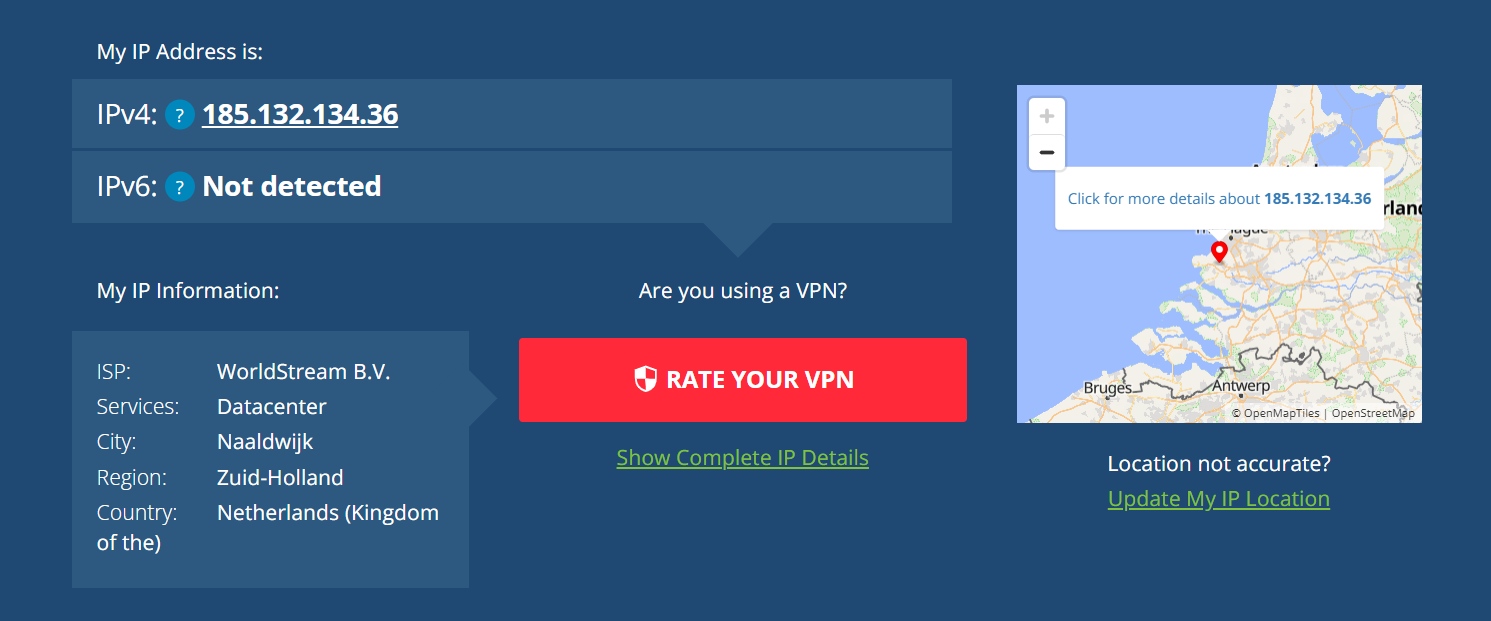 My IP Address is:
IPv4: ? 185.132.134.36
IPv6: ? Not detected
My IP Information:
ISP: WorldStream B.V.
Services: Datacenter
City: Naaldwijk
Region: Zuid-Holland
Country: Netherlands (Kingdom
of the)
Are you using a VPN?
RATE YOUR VPN
Show Complete IP Details
+
−
Click for more details about 185.132.134.36
Bruges
Antwerp
© OpenMapTiles | OpenStreetMap
Location not accurate?
Update My IP Location